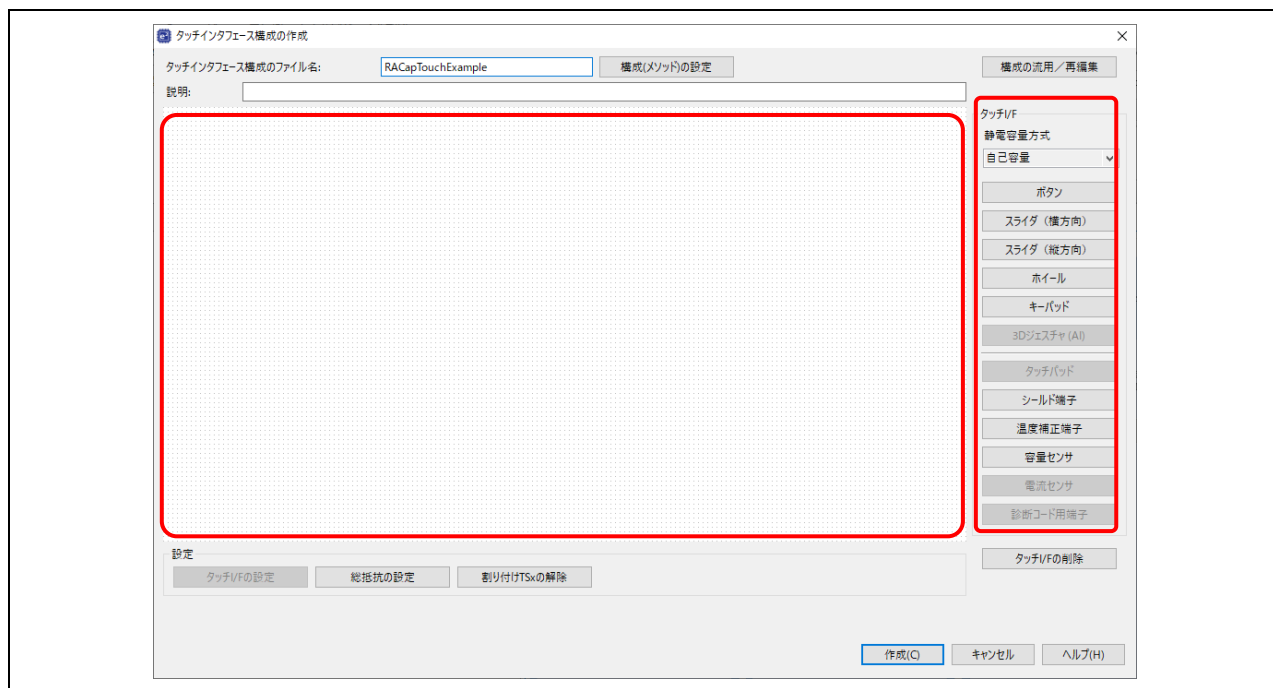 タッチインタフェース構成の作成
タッチインタフェース構成のファイル名: RACapTouchExample 構成(メソッド)の設定 構成の流用／再編集
説明:
タッチI/F
静電容量方式
自己容量
ボタン
スライダ（横方向）
スライダ（縦方向）
ホイール
キーパッド
3Dジェスチャ (AI)
タッチパッド
シールド端子
温度補正端子
容量センサ
電流センサ
診断コード用端子
設定
タッチI/Fの設定 総抵抗の設定 割り付けTSxの解除
タッチI/Fの削除
作成(C) キャンセル ヘルプ(H)